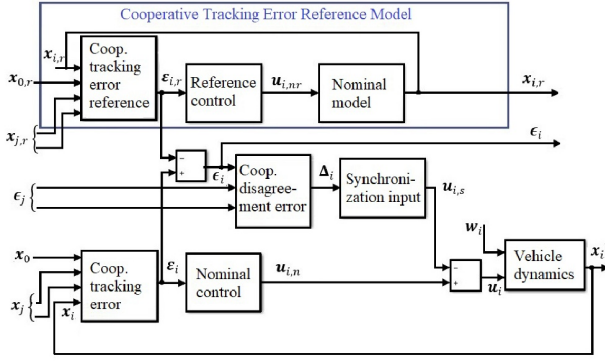 Cooperative Tracking Error Reference Model
x_{i,r}
Coop.
tracking
error
reference
x_{0,r}
x_{j,r}
ε_{i,r}
Reference
control
u_{i,nr}
Nominal
model
x_{i,r}
ϵ_i
-
+
ϵ_i
ϵ_j
Coop.
disagree-
ment error
Δ_i
Synchroni-
zation input
u_{i,s}
w_i
x_0
x_j
x_i
Coop.
tracking
error
ε_i
Nominal
control
u_{i,n}
-
+
u_i
Vehicle
dynamics
x_i